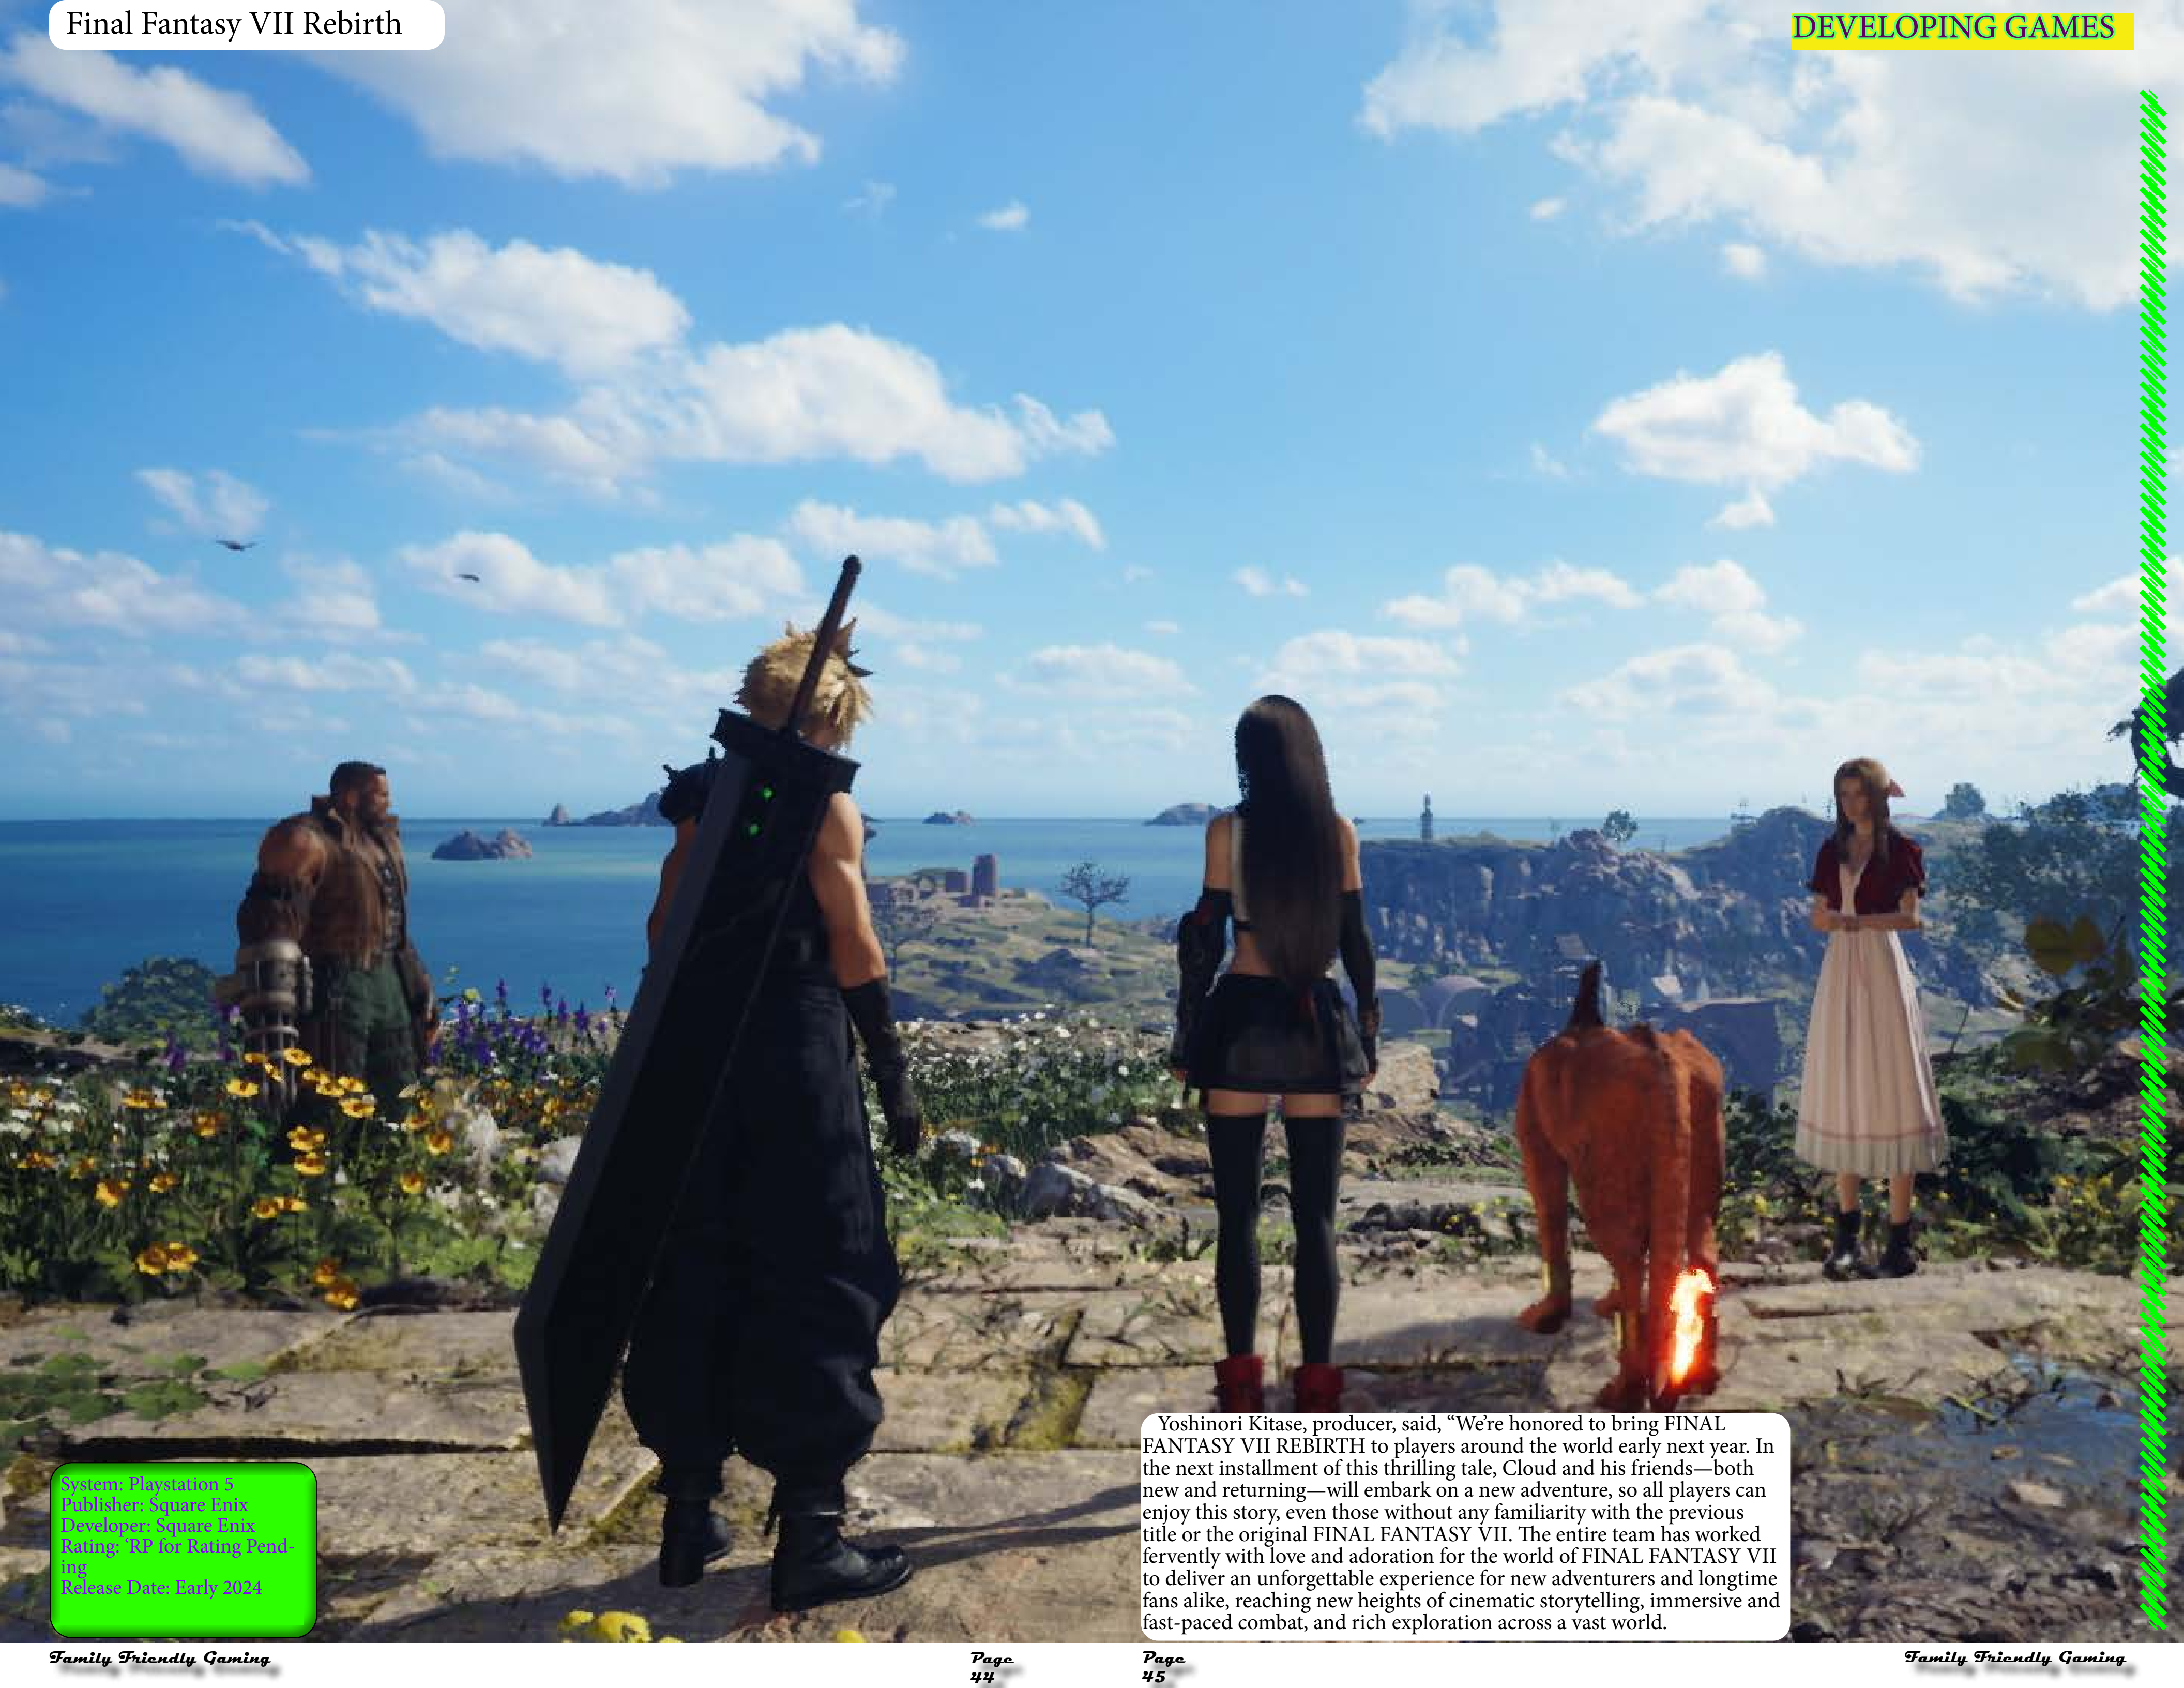 Final Fantasy VII Rebirth
DEVELOPING GAMES
System: Playstation 5
Publisher: Square Enix
Developer: Square Enix
Rating: ‘RP for Rating Pend-
ing
Release Date: Early 2024
Yoshinori Kitase, producer, said, “We’re honored to bring FINAL
FANTASY VII REBIRTH to players around the world early next year. In
the next installment of this thrilling tale, Cloud and his friends—both
new and returning—will embark on a new adventure, so all players can
enjoy this story, even those without any familiarity with the previous
title or the original FINAL FANTASY VII. The entire team has worked
fervently with love and adoration for the world of FINAL FANTASY VII
to deliver an unforgettable experience for new adventurers and longtime
fans alike, reaching new heights of cinematic storytelling, immersive and
fast-paced combat, and rich exploration across a vast world.
Family Friendly Gaming
Page
44
Page
45
Family Friendly Gaming